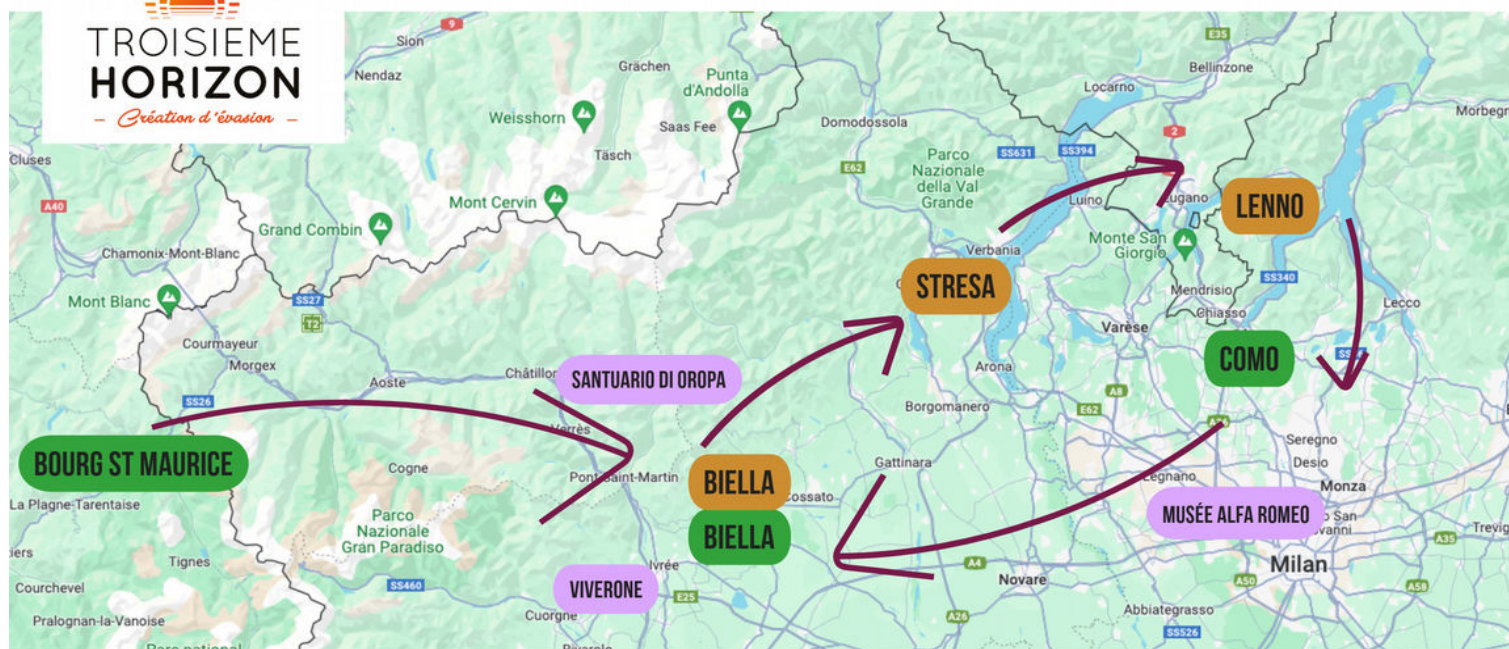 TROISIEME
HORIZON
– Création d'évasion –
9
Sion
Nendaz
Grächen
Punta
d'Andolla
Weisshorn
Saas Fee
Täsch
Domodossola
Locarno
Bellinzone
E35
Morbegn
Cluses
A40
Mont Cervin
Grand Combin
E62
SS631
SS394
2
Parco
Nazionale
della Val
Grande
Luino
Lugano
LENNO
Chamonix-Mont-Blanc
Verbania
Monte San
Giorgio
SS340
Mont Blanc
SS27
T2
STRESA
Mendrisio
Chiasso
Lecco
Courmayeur
Morgex
Varèse
Aoste
Châtillon
SANTUARIO DI OROPA
Arona
COMO
SS26
Verrès
Borgomanero
E62
A8
BOURG ST MAURICE
Cogne
Pont-Saint-Martin
Gattinara
Seregno
Desio
Legnano
Monza
BIELLA
Cossato
La Plagne-Tarentaise
MUSÉE ALFA ROMEO
Parco
Nazionale
Gran Paradiso
BIELLA
Tignes
Ivrée
A4
Novare
Milan
A35
Courchevel
SS460
VIVERONE
E25
A50
A58
Cuorgne
A26
Abbiategrasso
SS526
Pralognan-la-Vanoise